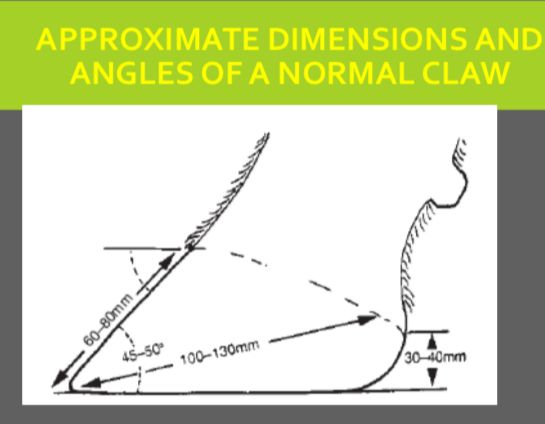 APPROXIMATE DIMENSIONS AND
ANGLES OF A NORMAL CLAW
60–80mm
45–50°
100–130mm
30–40mm